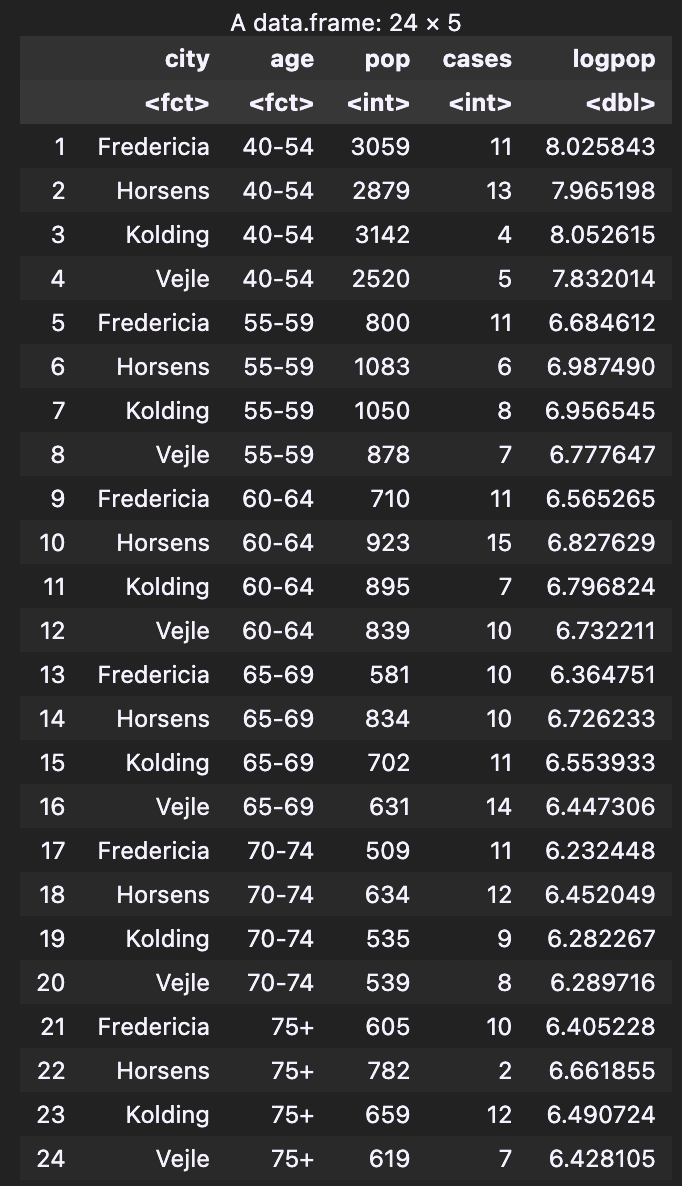 A data.frame: 24 × 5
city age pop cases logpop
<fct> <fct> <int> <int> <dbl>
1 Fredericia 40-54 3059 11 8.025843
2 Horsens 40-54 2879 13 7.965198
3 Kolding 40-54 3142 4 8.052615
4 Vejle 40-54 2520 5 7.832014
5 Fredericia 55-59 800 11 6.684612
6 Horsens 55-59 1083 6 6.987490
7 Kolding 55-59 1050 8 6.956545
8 Vejle 55-59 878 7 6.777647
9 Fredericia 60-64 710 11 6.565265
10 Horsens 60-64 923 15 6.827629
11 Kolding 60-64 895 7 6.796824
12 Vejle 60-64 839 10 6.732211
13 Fredericia 65-69 581 10 6.364751
14 Horsens 65-69 834 10 6.726233
15 Kolding 65-69 702 11 6.553933
16 Vejle 65-69 631 14 6.447306
17 Fredericia 70-74 509 11 6.232448
18 Horsens 70-74 634 12 6.452049
19 Kolding 70-74 535 9 6.282267
20 Vejle 70-74 539 8 6.289716
21 Fredericia 75+ 605 10 6.405228
22 Horsens 75+ 782 2 6.661855
23 Kolding 75+ 659 12 6.490724
24 Vejle 75+ 619 7 6.428105